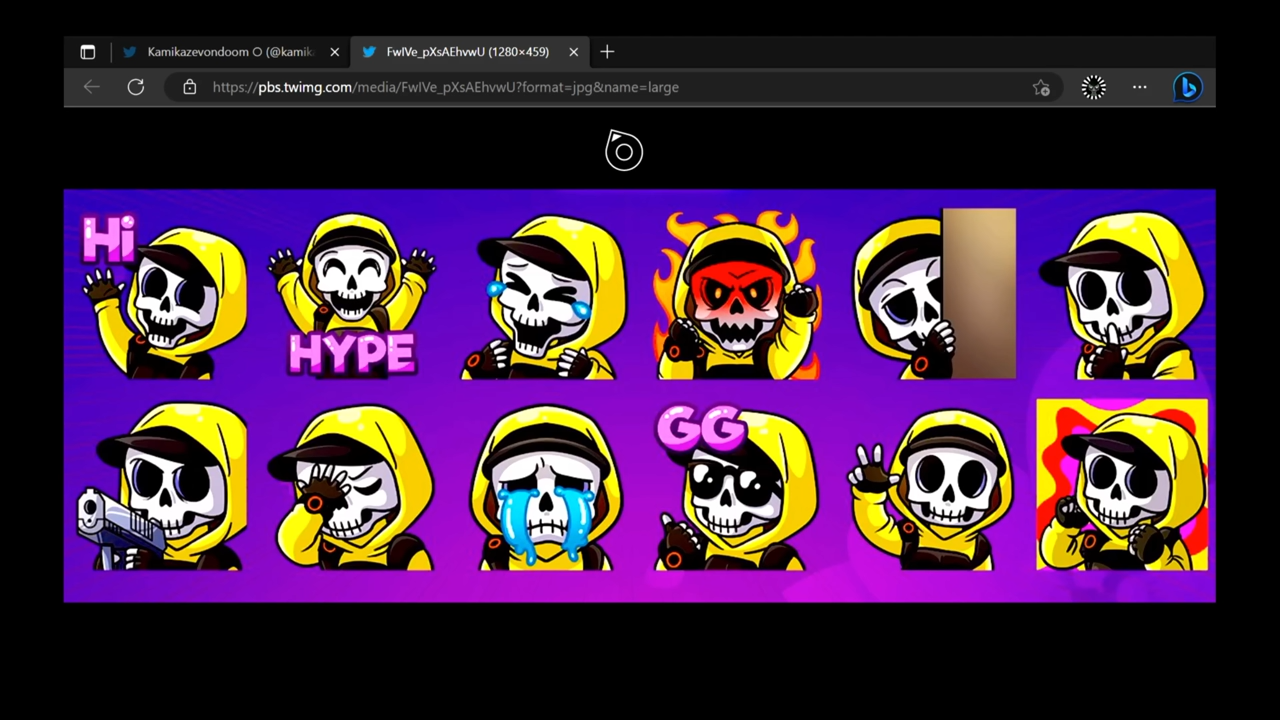 Kamikazevondoom O (@kamik
FwIVe_pXsAEhvwU (1280×459)
https://pbs.twimg.com/media/FwIVe_pXsAEhvwU?format=jpg&name=large
Hi
HYPE
GG